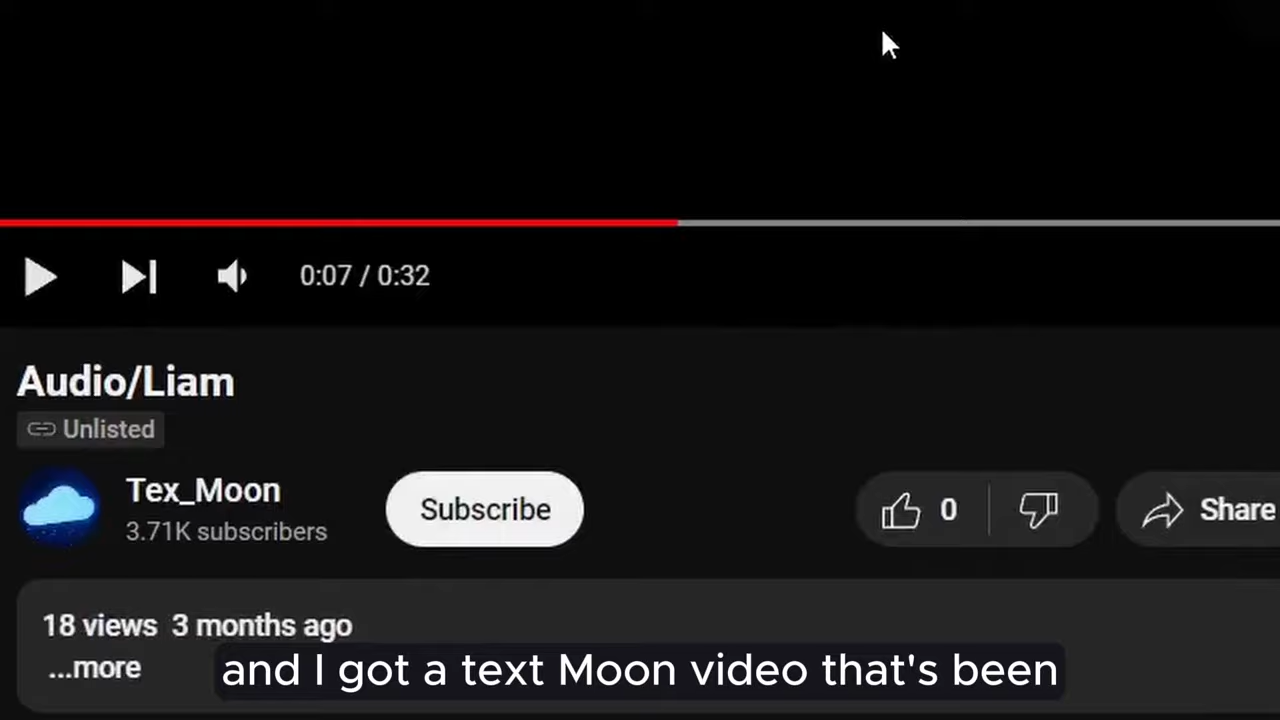 0:07 / 0:32
Audio/Liam
Unlisted
Tex_Moon
3.71K subscribers
Subscribe
0
Share
18 views 3 months ago
...more
and I got a text Moon video that's been